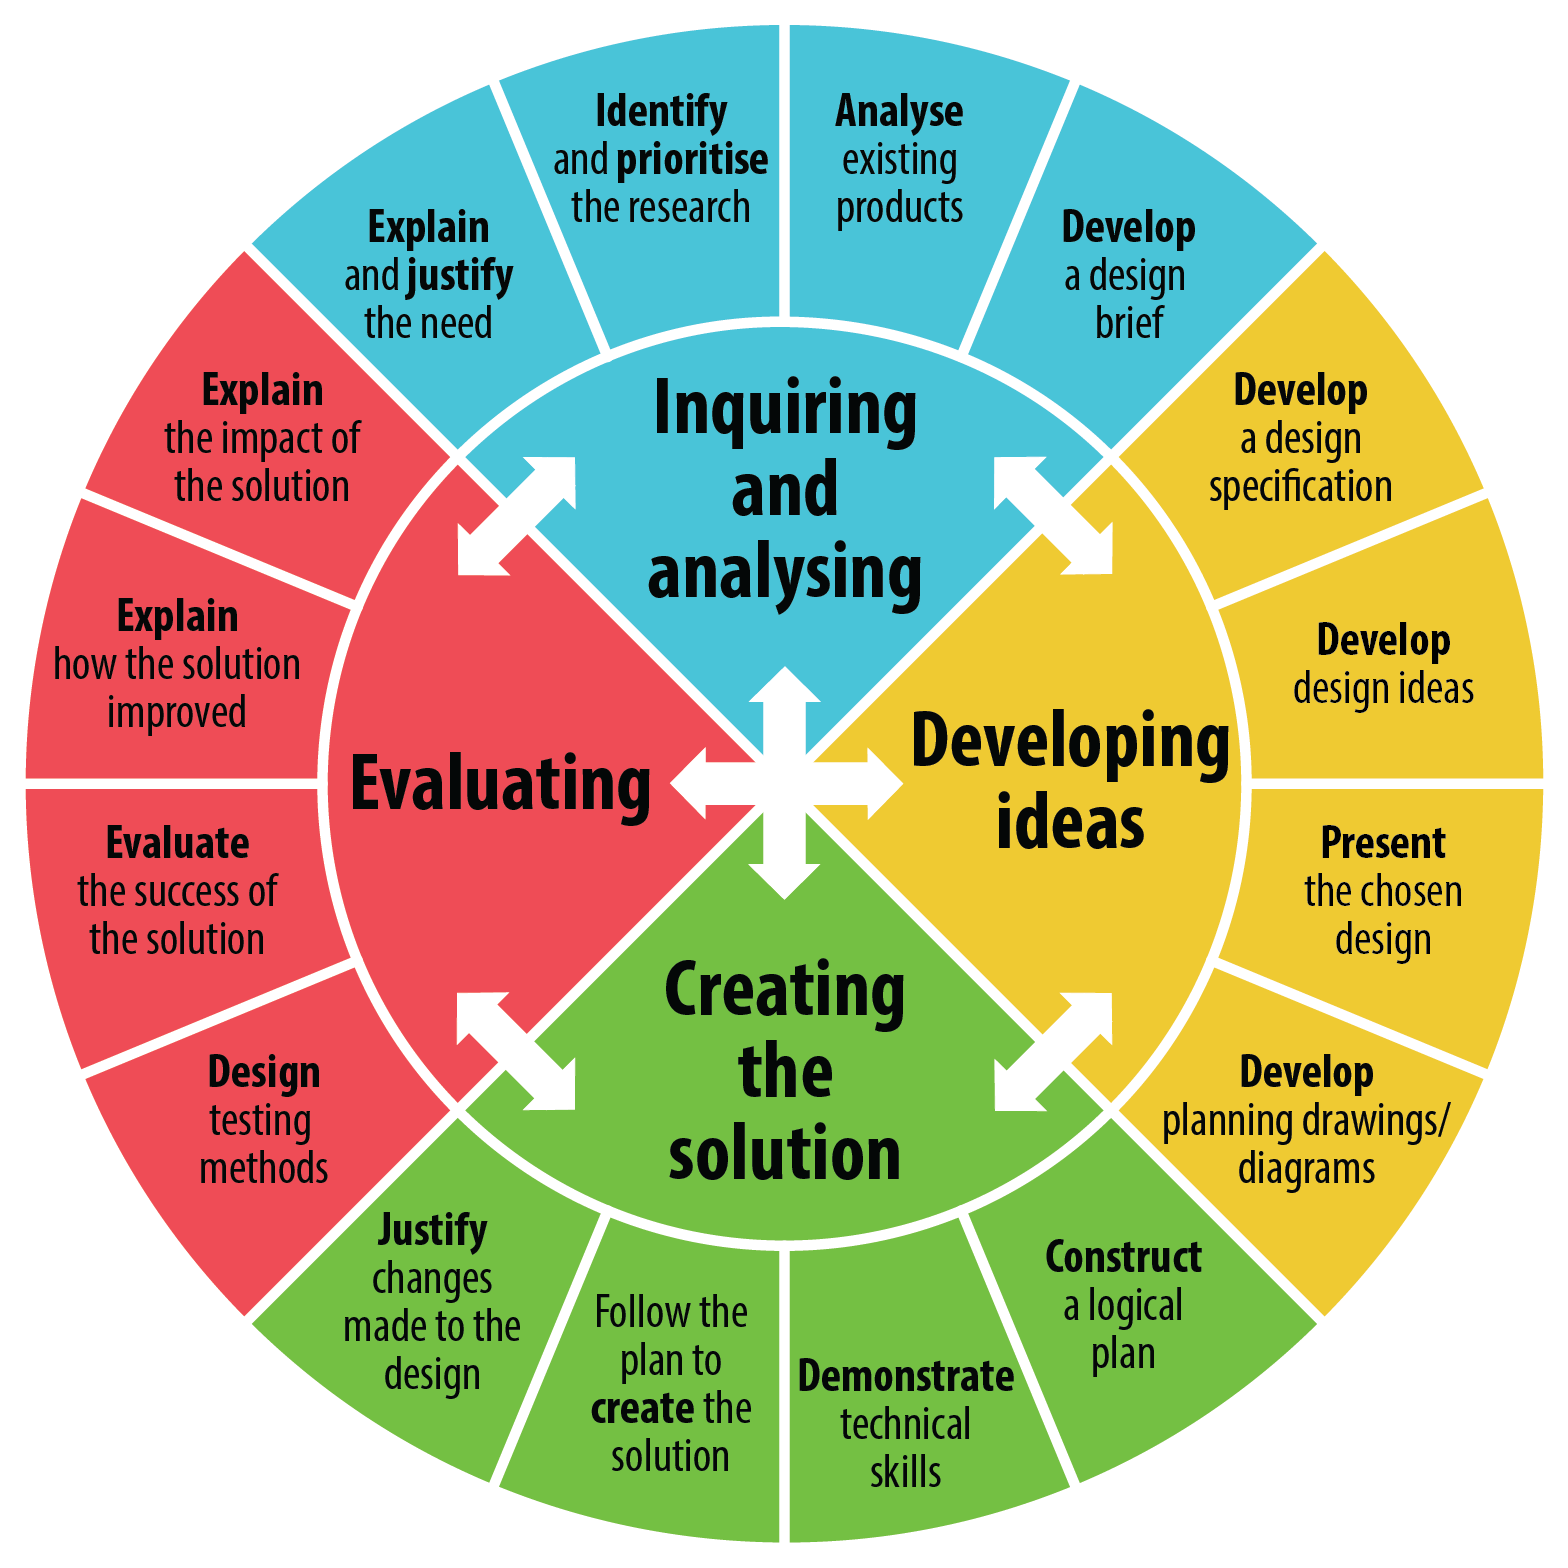 Identify
and prioritise
the research
Analyse
existing
products
Explain
and justify
the need
Develop
a design
brief
Inquiring
and
analysing
Develop
a design
specification
Develop
design ideas
Present
the chosen
design
Develop
planning drawings/
diagrams
Developing
ideas
Construct
a logical
plan
Demonstrate
technical
skills
Follow the
plan to
create the
solution
Justify
changes
made to the
design
Creating
the
solution
Design
testing
methods
Evaluate
the success of
the solution
Explain
how the solution
improved
Explain
the impact of
the solution
Evaluating